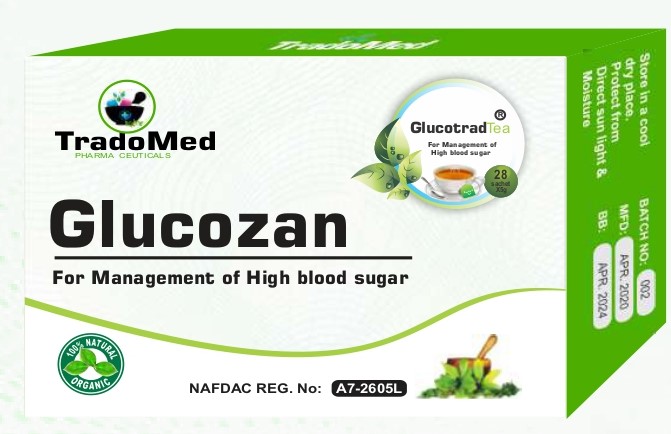 TradoMed
TradoMed
PHARMA CEUTICALS
GlucotradTea
®
For Management of
High blood sugar
28
sachet
X5g
Glucozan
For Management of High blood sugar
100% NATURAL
ORGANIC
NAFDAC REG. No: A7-2605L
Store in a cool
dry place.
Protect from
Direct sun light &
Moisture
BATCH NO: 002
MFD: APR. 2020
BB: APR. 2024